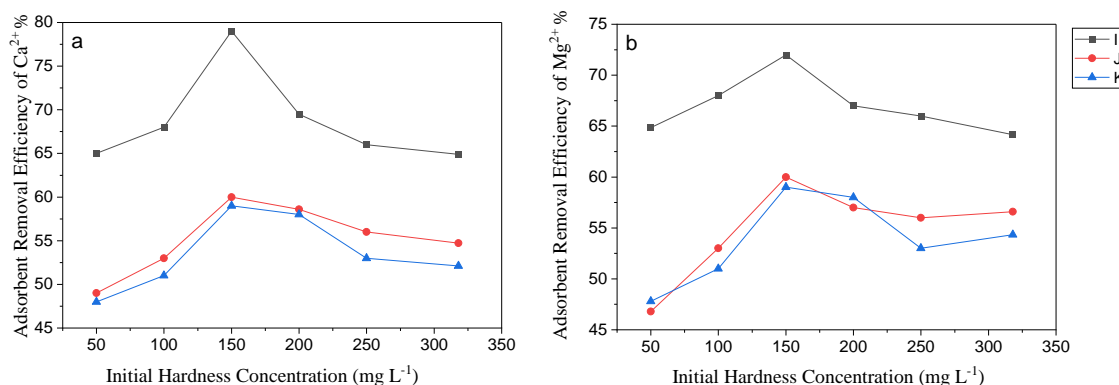 a
Adsorbent Removal Efficiency of Ca²⁺ %
80
75
70
65
60
55
50
45
50 100 150 200 250 300 350
Initial Hardness Concentration (mg L⁻¹)
b
Adsorbent Removal Efficiency of Mg²⁺ %
75
70
65
60
55
50
45
50 100 150 200 250 300 350
Initial Hardness Concentration (mg L⁻¹)
I
J
K